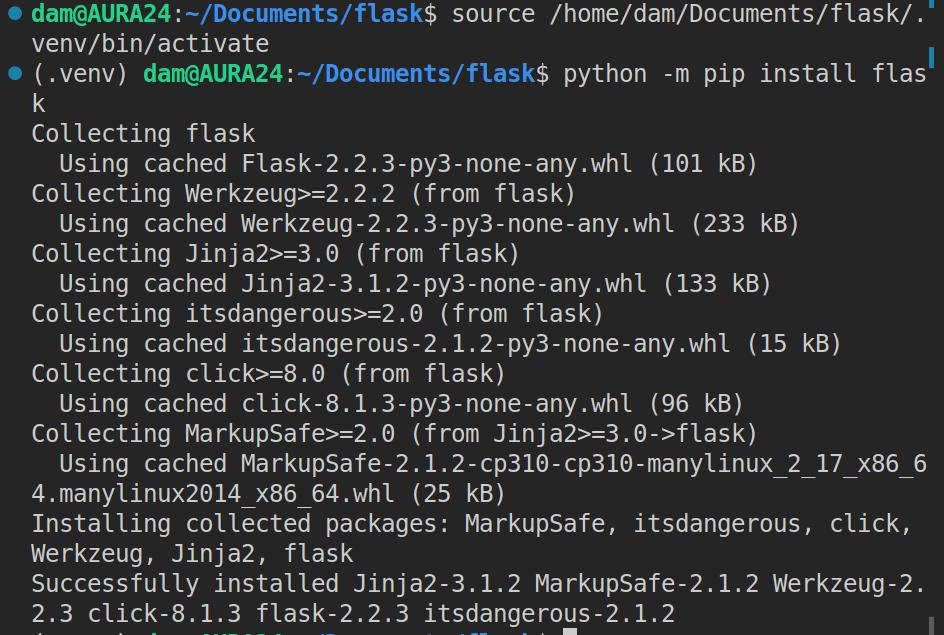 dam@AURA24:~/Documents/flask$ source /home/dam/Documents/flask/.
venv/bin/activate
(.venv) dam@AURA24:~/Documents/flask$ python -m pip install flas
k
Collecting flask
  Using cached Flask-2.2.3-py3-none-any.whl (101 kB)
Collecting Werkzeug>=2.2.2 (from flask)
  Using cached Werkzeug-2.2.3-py3-none-any.whl (233 kB)
Collecting Jinja2>=3.0 (from flask)
  Using cached Jinja2-3.1.2-py3-none-any.whl (133 kB)
Collecting itsdangerous>=2.0 (from flask)
  Using cached itsdangerous-2.1.2-py3-none-any.whl (15 kB)
Collecting click>=8.0 (from flask)
  Using cached click-8.1.3-py3-none-any.whl (96 kB)
Collecting MarkupSafe>=2.0 (from Jinja2>=3.0->flask)
  Using cached MarkupSafe-2.1.2-cp310-cp310-manylinux_2_17_x86_6
4.manylinux2014_x86_64.whl (25 kB)
Installing collected packages: MarkupSafe, itsdangerous, click,
Werkzeug, Jinja2, flask
Successfully installed Jinja2-3.1.2 MarkupSafe-2.1.2 Werkzeug-2.
2.3 click-8.1.3 flask-2.2.3 itsdangerous-2.1.2
(.venv) dam@AURA24:~/Documents/flask$